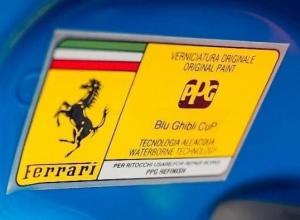 VERNICIATURA ORIGINALE
ORIGINAL PAINT
PPG
Blu Ghibli CuP
TECNOLOGIA ALL'ACQUA
WATERBORNE TECHNOLOGY
Ferrari
PER RITOCCHI USARE/FOR REPAIR WORKS
PPG REFINISH